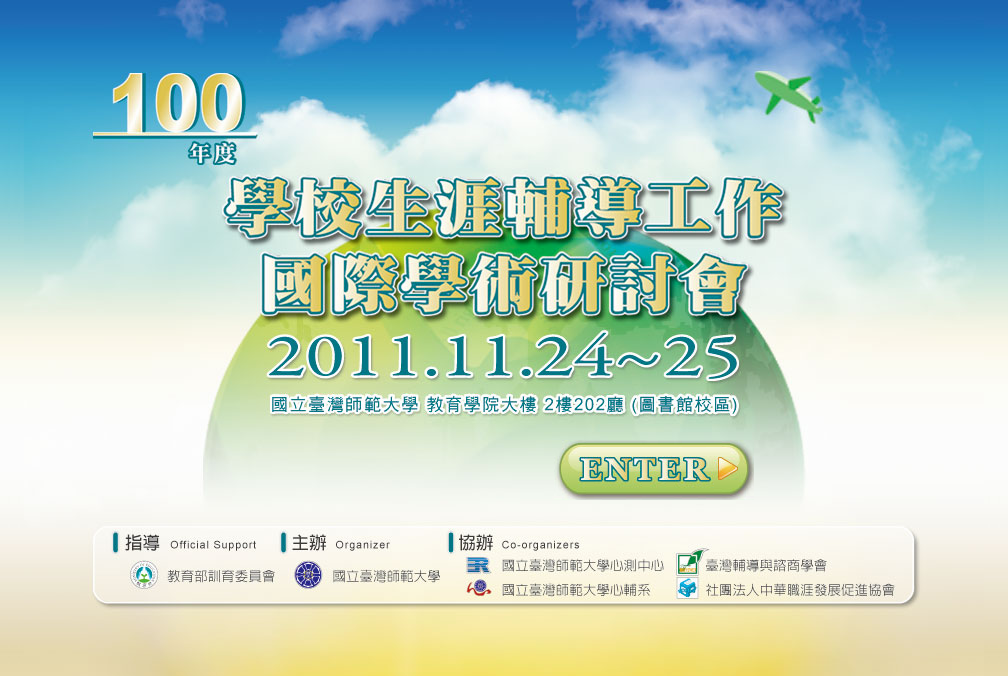 100
年度
學校生涯輔導工作
國際學術研討會
2011.11.24~25
國立臺灣師範大學 教育學院大樓 2樓202廳 (圖書館校區)
ENTER
指導 Official Support
教育部訓育委員會
主辦 Organizer
國立臺灣師範大學
協辦 Co-organizers
國立臺灣師範大學心測中心
臺灣輔導與諮商學會
國立臺灣師範大學心輔系
社團法人中華職涯發展促進協會